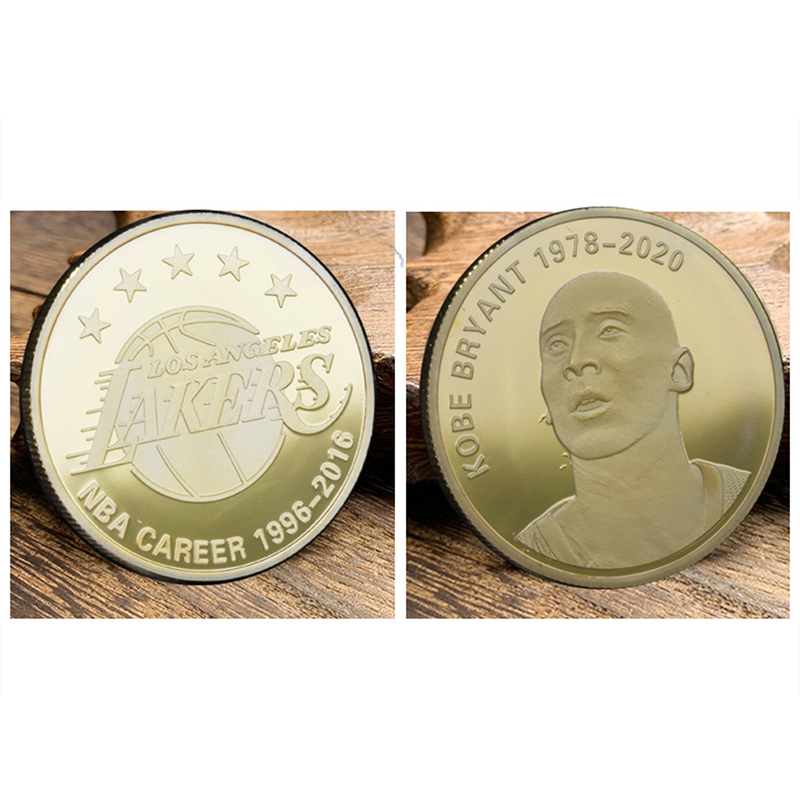 LOS ANGELES
LAKERS
NBA CAREER 1996-2016
KOBE BRYANT 1978-2020